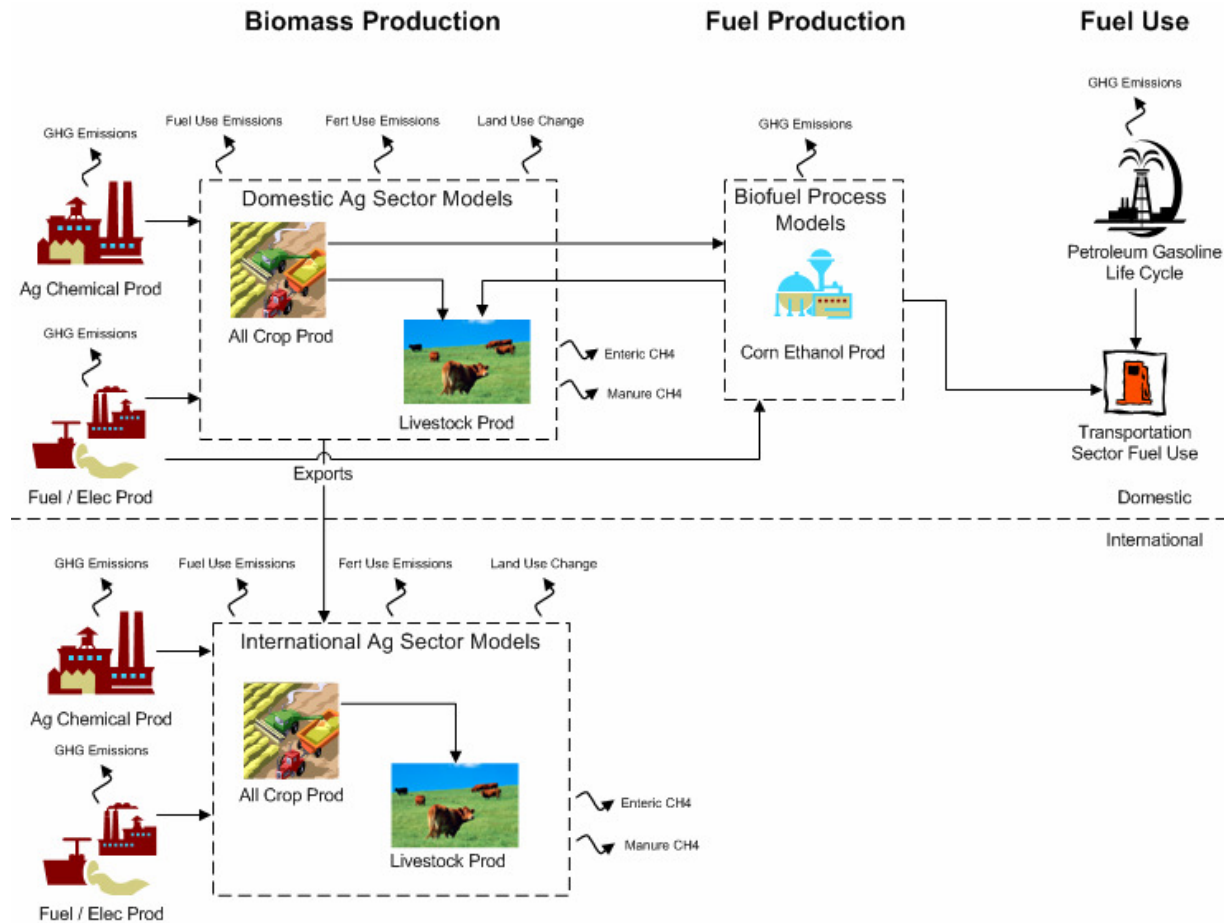 Biomass Production
Fuel Production
Fuel Use
GHG Emissions
Fuel Use Emissions
Fert Use Emissions
Land Use Change
GHG Emissions
GHG Emissions
Domestic Ag Sector Models
Biofuel Process
Models
Ag Chemical Prod
All Crop Prod
Petroleum Gasoline
Life Cycle
GHG Emissions
Enteric CH4
Corn Ethanol Prod
Manure CH4
Livestock Prod
Transportation
Sector Fuel Use
Fuel / Elec Prod
Exports
Domestic
International
GHG Emissions
Fuel Use Emissions
Fert Use Emissions
Land Use Change
International Ag Sector Models
Ag Chemical Prod
GHG Emissions
All Crop Prod
Enteric CH4
Manure CH4
Livestock Prod
Fuel / Elec Prod